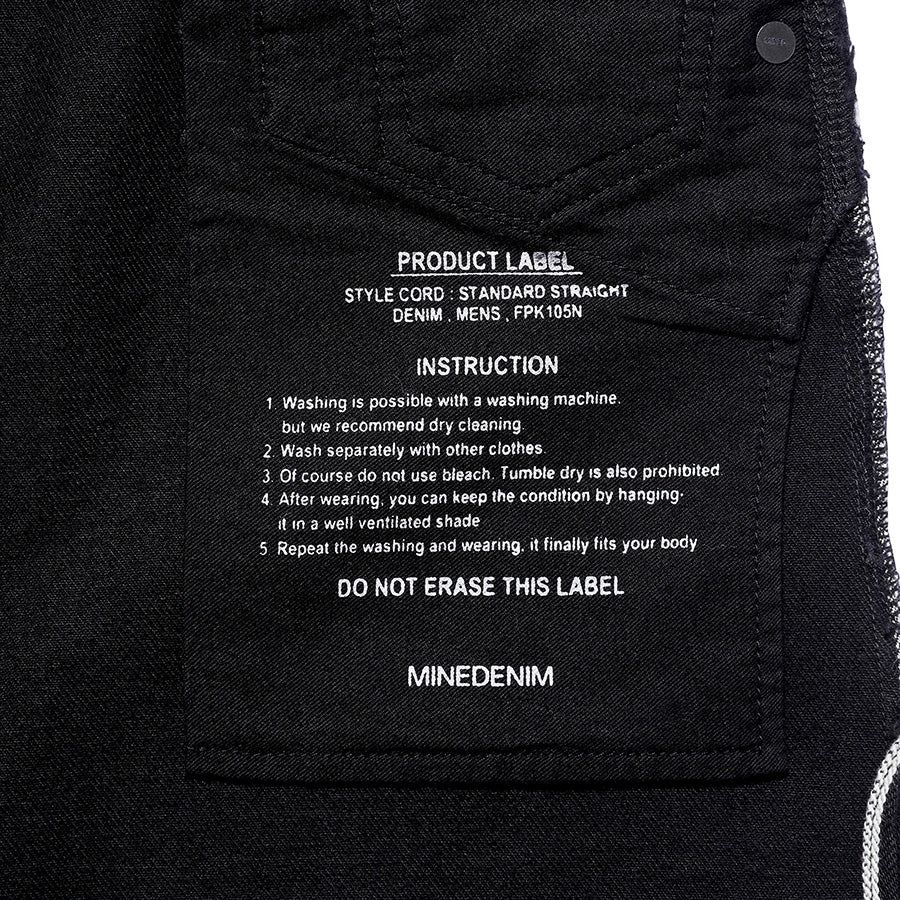 PRODUCT LABEL
STYLE CORD : STANDARD STRAIGHT
DENIM , MENS , FPK105N
INSTRUCTION
1. Washing is possible with a washing machine.
but we recommend dry cleaning.
2. Wash separately with other clothes.
3. Of course do not use bleach. Tumble dry is also prohibited
4. After wearing, you can keep the condition by hanging.
it in a well ventilated shade
5. Repeat the washing and wearing, it finally fits your body
DO NOT ERASE THIS LABEL
MINEDENIM